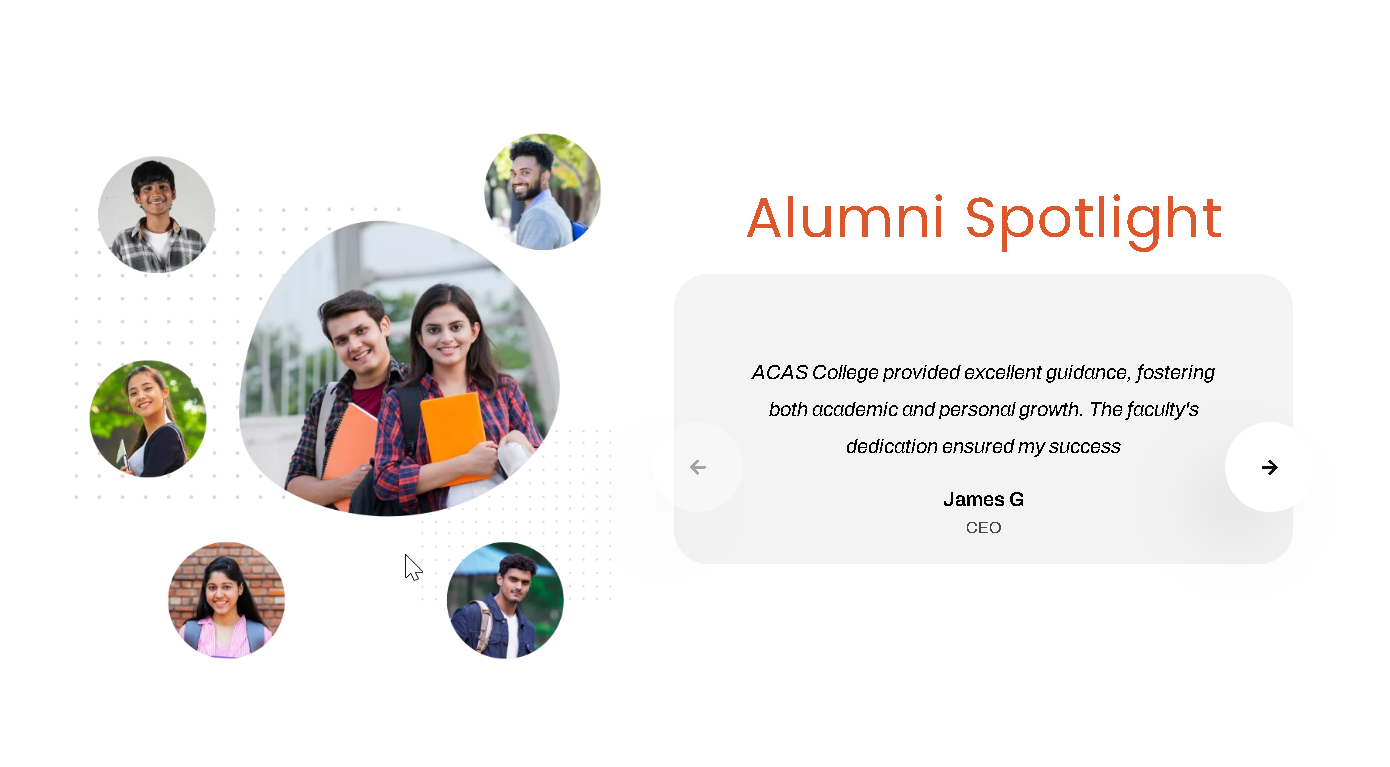 Alumni Spotlight
ACAS College provided excellent guidance, fostering
both academic and personal growth. The faculty's
dedication ensured my success
James G
CEO